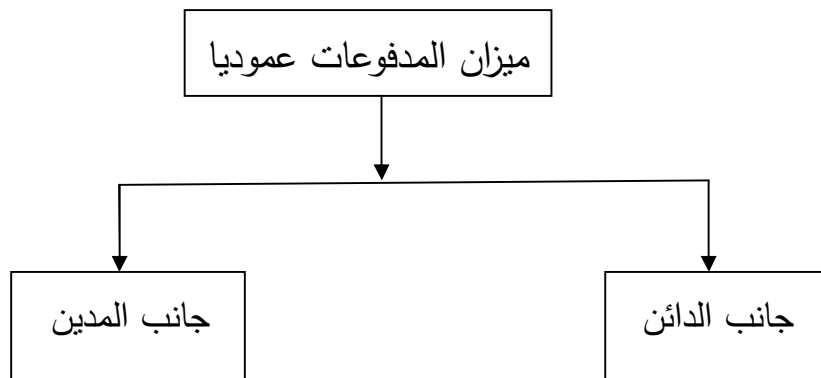 ميزان المدفوعات عموديا
جانب الدائن
جانب المدين